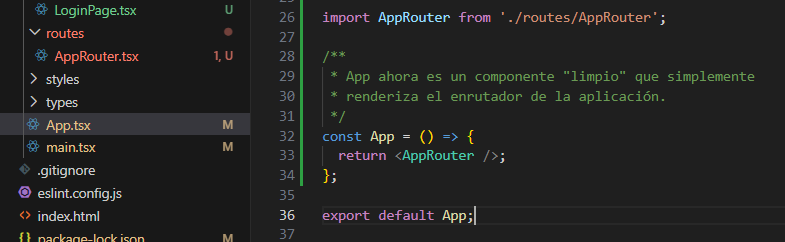 LoginPage.tsx U
routes
AppRouter.tsx 1, U
styles
types
App.tsx M
main.tsx M
.gitignore
eslint.config.js
index.html
package-lock.json M
26 import AppRouter from './routes/AppRouter';
27
28 /**
29 * App ahora es un componente "limpio" que simplemente
30 * renderiza el enrutador de la aplicación.
31 */
32 const App = () => {
33 return <AppRouter />;
34 };
35
36 export default App;
37